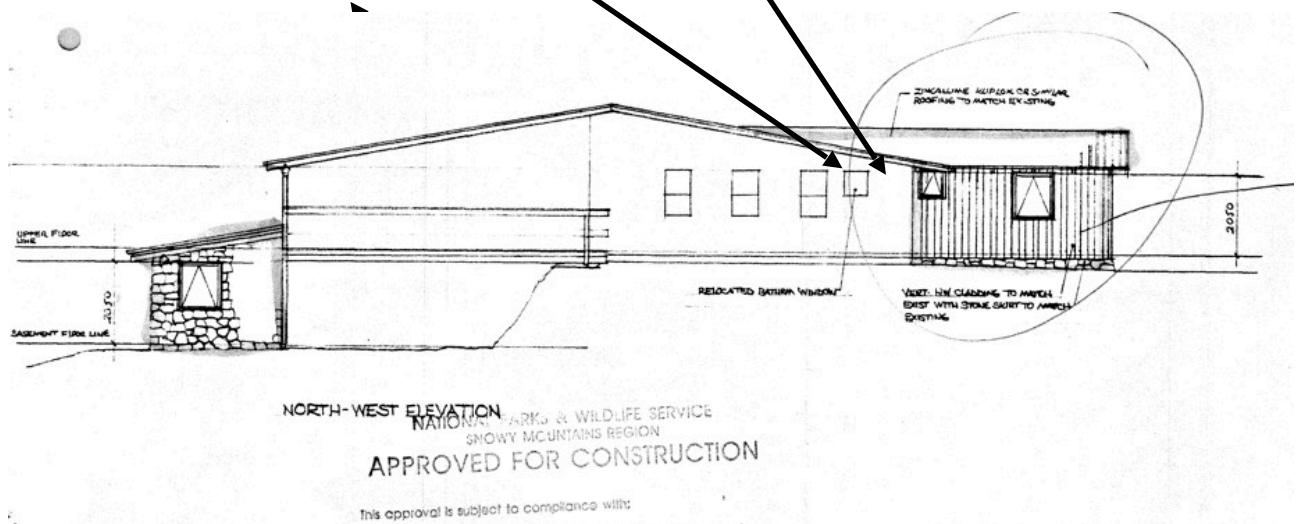 ZINCALUME KLIPLOK OR SIMILAR
ROOFING TO MATCH EXISTING
UPPER FLOOR
LINE
2050
2050
RELOCATED BATHRM WINDOW
VERT. HW CLADDING TO MATCH
EXIST WITH STONE SKIRT TO MATCH
EXISTING
BASEMENT FLOOR LINE
NORTH-WEST ELEVATION
NATIONAL PARKS & WILDLIFE SERVICE
SNOWY MOUNTAINS REGION
APPROVED FOR CONSTRUCTION
This approval is subject to compliance with: